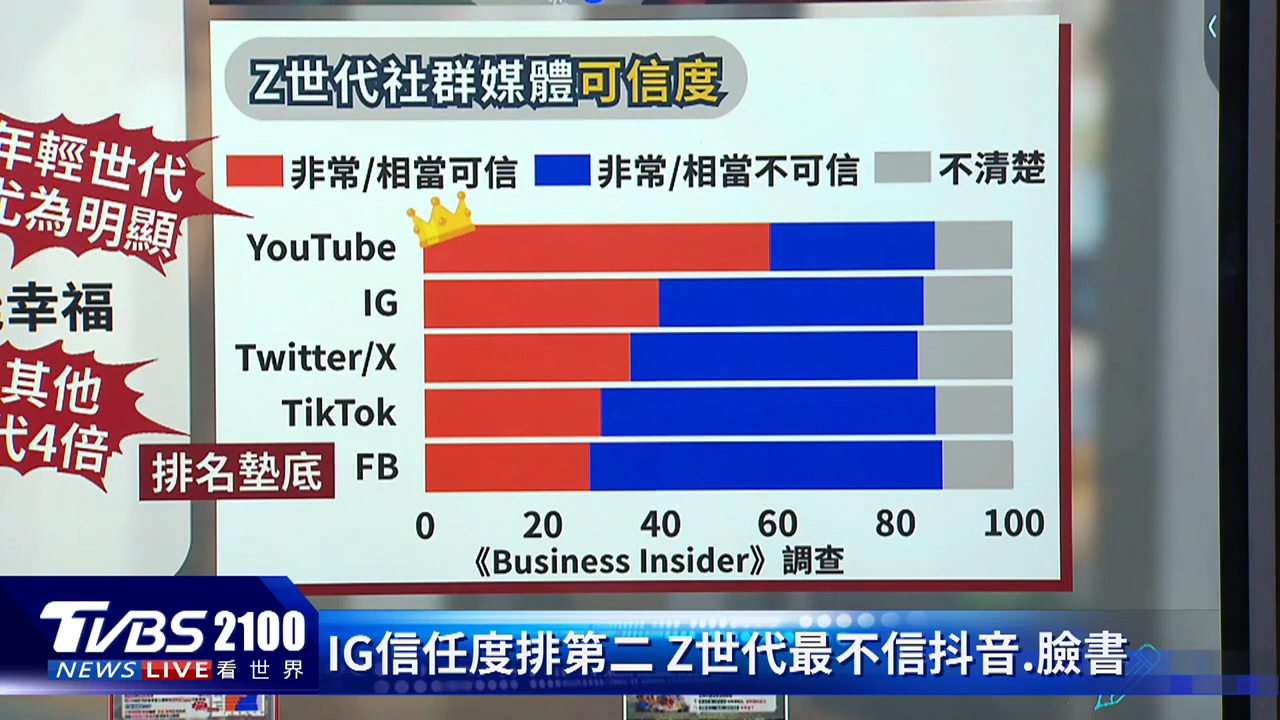 Z世代社群媒體可信度
非常/相當可信
非常/相當不可信
不清楚
年輕世代
尤為明顯
幸福
其他
代4倍
YouTube
IG
Twitter/X
TikTok
排名墊底
FB
0 20 40 60 80 100
《Business Insider》調查
TVBS 2100
NEWS LIVE 看世界
IG信任度排第二 Z世代最不信抖音.臉書